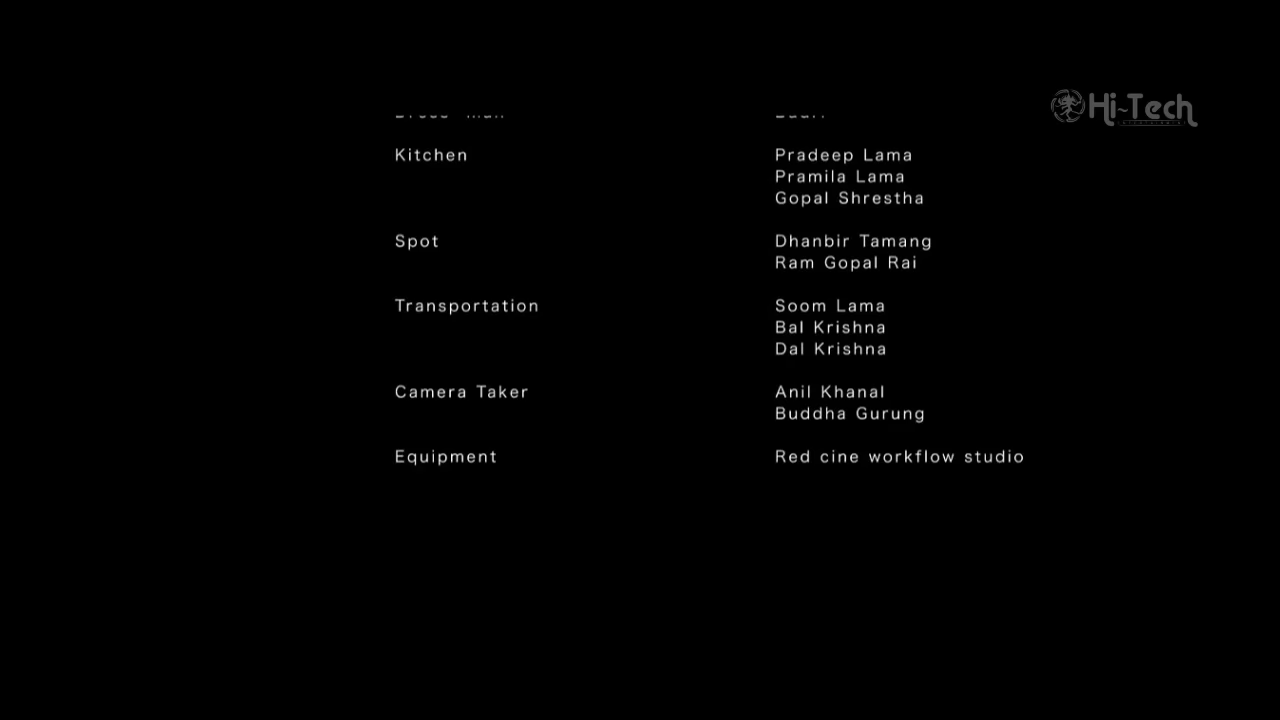 Hi~Tech
Kitchen Pradeep Lama
Pramila Lama
Gopal Shrestha
Spot Dhanbir Tamang
Ram Gopal Rai
Transportation Soom Lama
Bal Krishna
Dal Krishna
Camera Taker Anil Khanal
Buddha Gurung
Equipment Red cine workflow studio